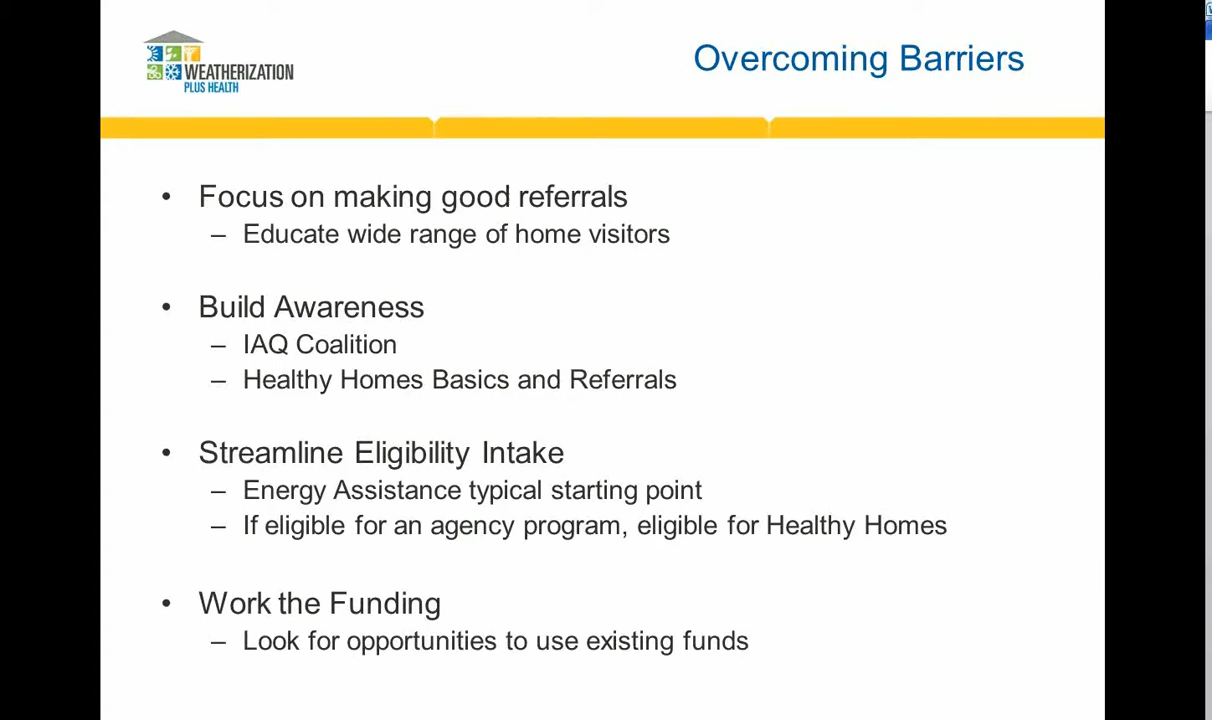 WEATHERIZATION
PLUS HEALTH
Overcoming Barriers
• Focus on making good referrals
– Educate wide range of home visitors
• Build Awareness
– IAQ Coalition
– Healthy Homes Basics and Referrals
• Streamline Eligibility Intake
– Energy Assistance typical starting point
– If eligible for an agency program, eligible for Healthy Homes
• Work the Funding
– Look for opportunities to use existing funds